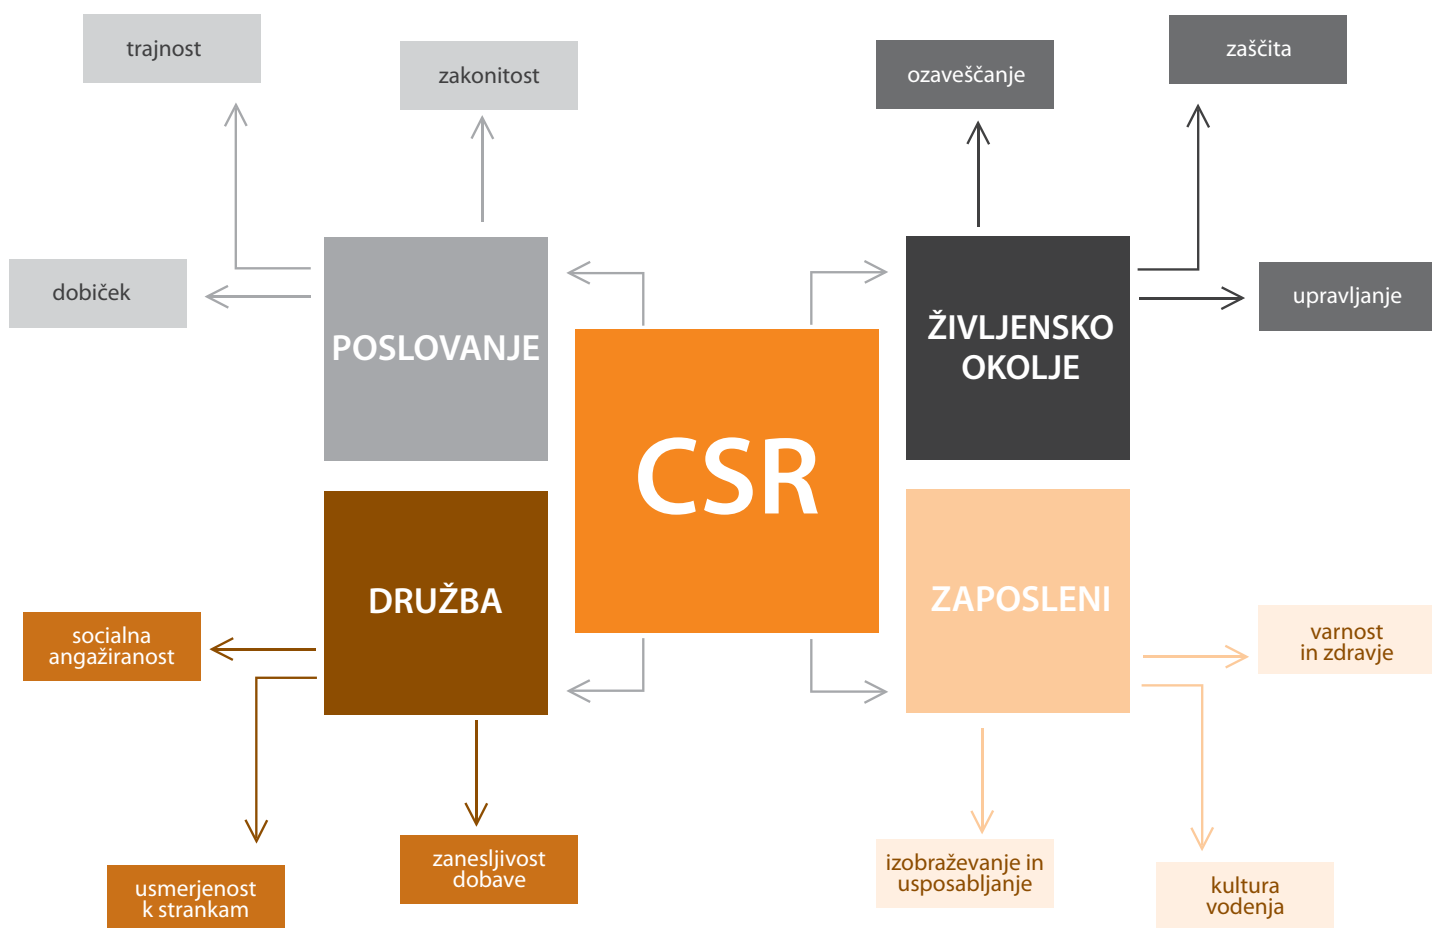 trajnost
zakonitost
ozaveščanje
zaščita
dobiček
upravljanje
POSLOVANJE
ŽIVLJENSKO
OKOLJE
CSR
DRUŽBA
ZAPOSLENI
socialna
angažiranost
varnost
in zdravje
usmerjenost
k strankam
zanesljivost
dobave
izobraževanje in
usposabljanje
kultura
vodenja